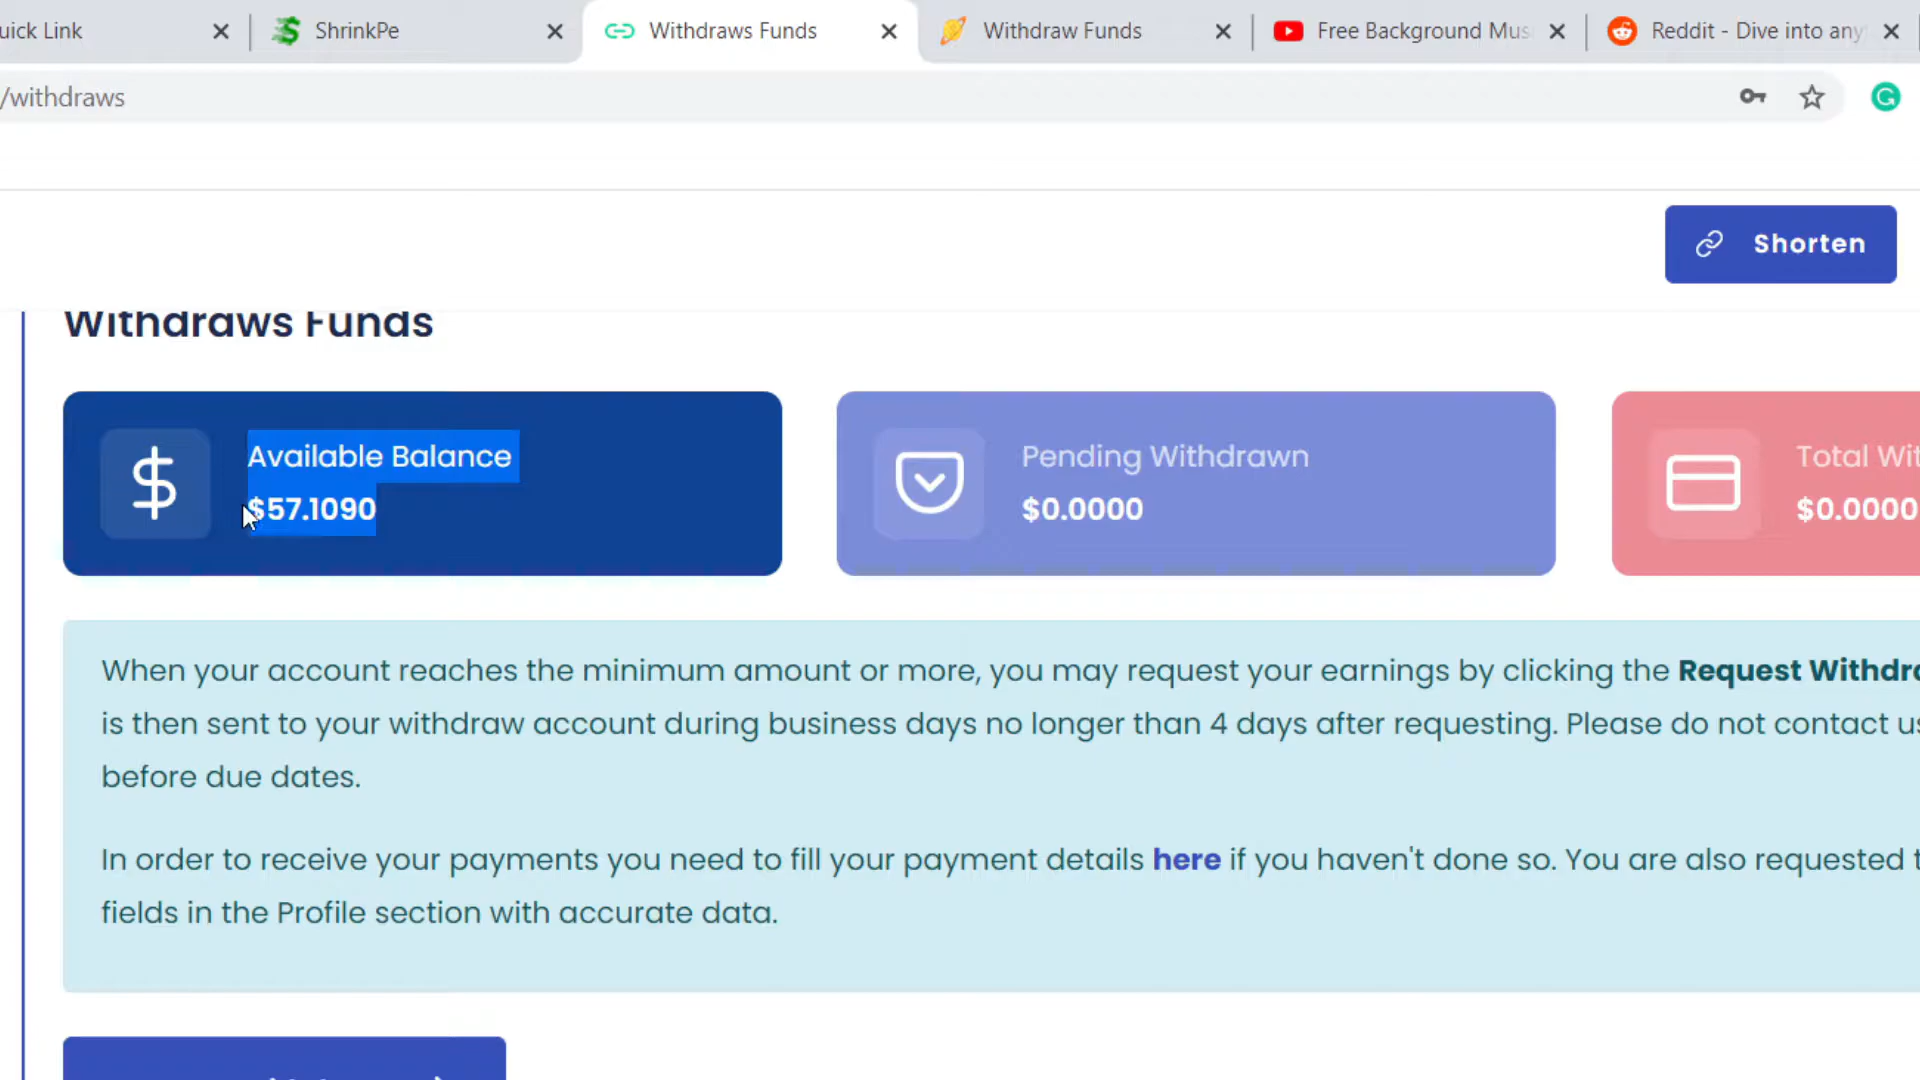 uick Link
ShrinkPe
Withdraws Funds
Withdraw Funds
Free Background Mus
Reddit - Dive into any
/withdraws
Shorten
Withdraws Funds
Available Balance
$57.1090
Pending Withdrawn
$0.0000
Total Wit
$0.0000
When your account reaches the minimum amount or more, you may request your earnings by clicking the Request Withdra
is then sent to your withdraw account during business days no longer than 4 days after requesting. Please do not contact us
before due dates.
In order to receive your payments you need to fill your payment details here if you haven't done so. You are also requested t
fields in the Profile section with accurate data.